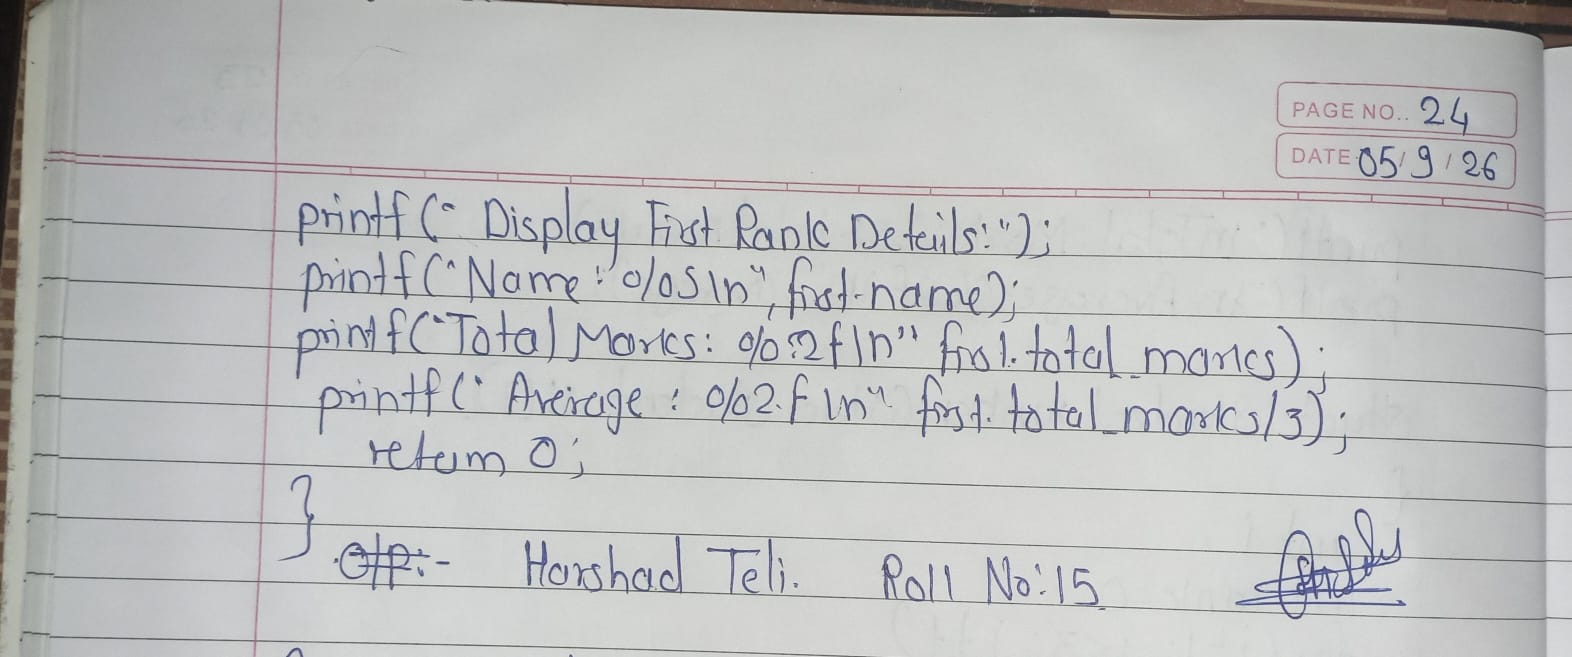 PAGE NO.. 24
DATE 05/9/26
printf(" Display First Rank Details:");
printf("Name: %s\n", first.name);
printf("Total Marks: %.2f\n" first.total_marks);
printf(" Average : %2.f\n" first.total_marks/3);
return 0;
}
O/P:- Harshad Teli. Roll No:15